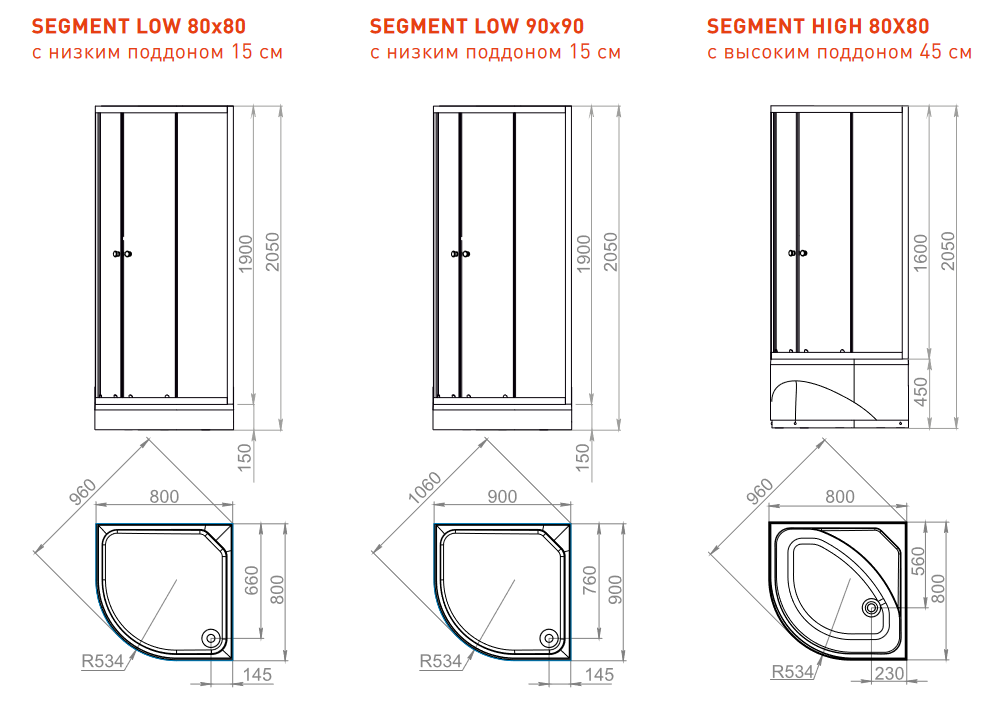 SEGMENT LOW 80x80
с низким поддоном 15 см
1900
2050
150
960
800
660
800
R534
145
SEGMENT LOW 90x90
с низким поддоном 15 см
1900
2050
150
1060
900
760
900
R534
145
SEGMENT HIGH 80X80
с высоким поддоном 45 см
1600
2050
450
960
800
560
800
R534
230